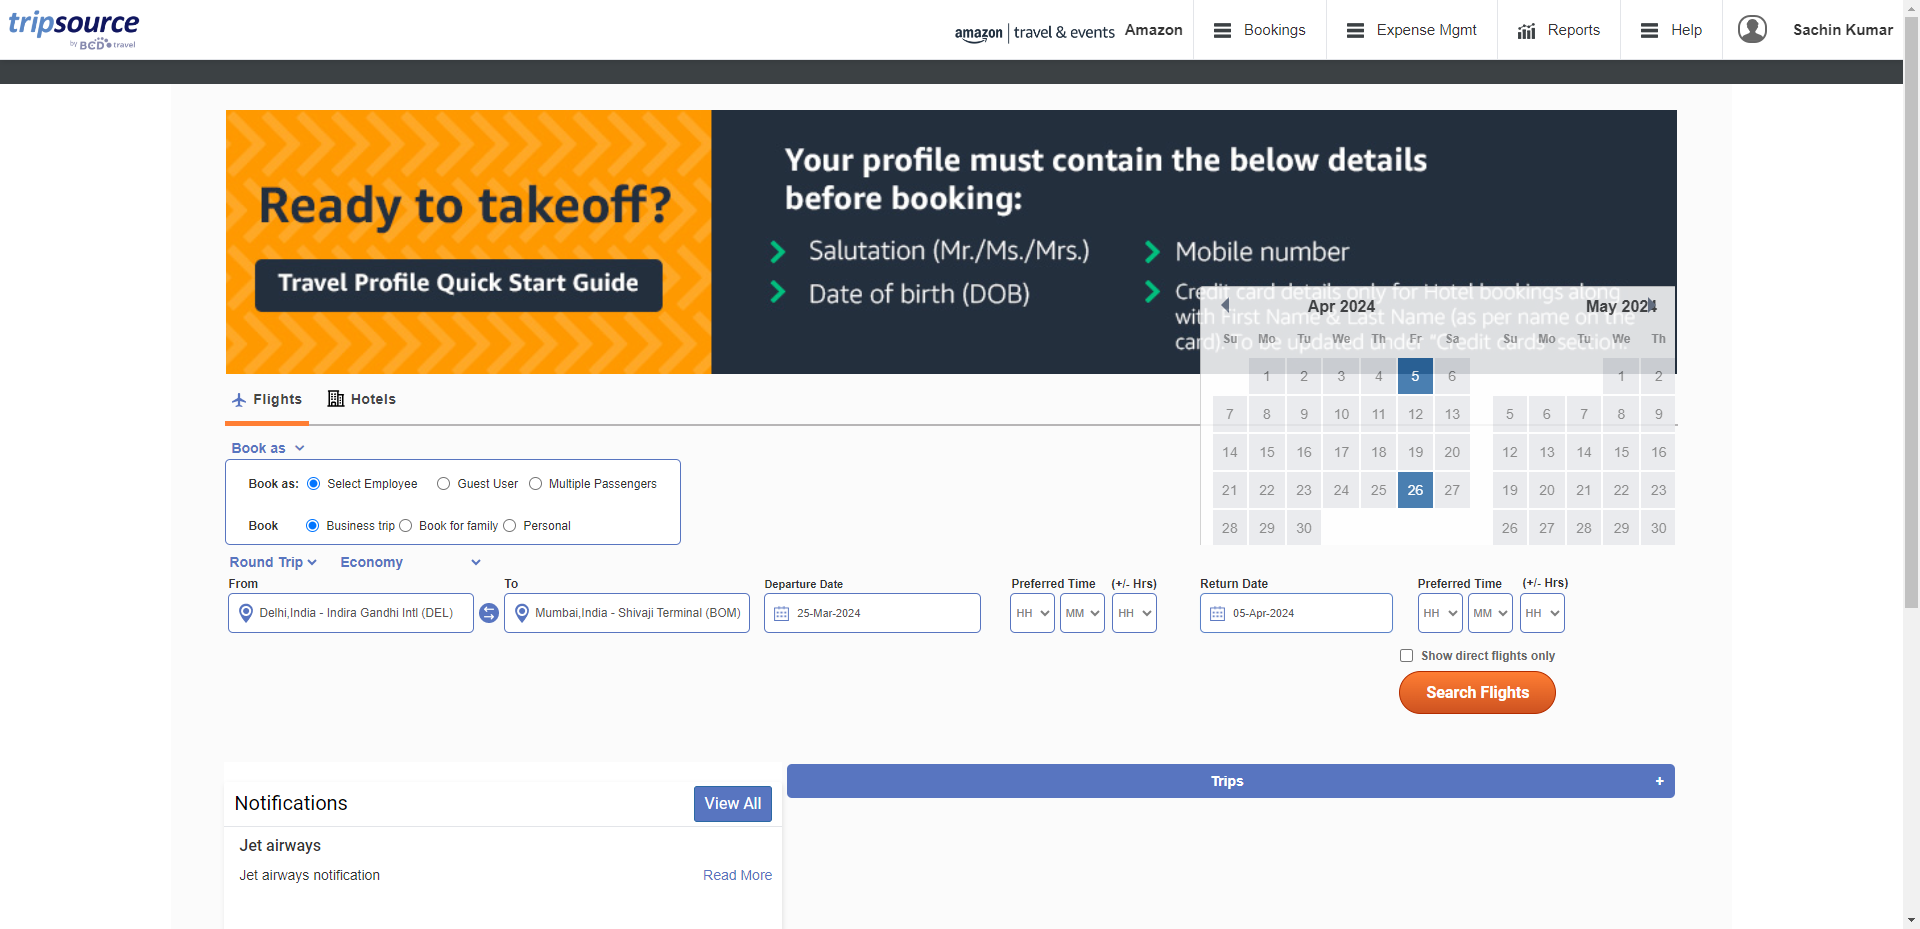 tripsource
by BCD travel
amazon | travel & events
Amazon
Bookings
Expense Mgmt
Reports
Help
Sachin Kumar
Ready to takeoff?
Travel Profile Quick Start Guide
Your profile must contain the below details
before booking:
Salutation (Mr./Ms./Mrs.)
Mobile number
Date of birth (DOB)
Credit card details only for Hotel bookings along
with First Name & Last Name (as per name on the
card). To be updated under "Credit cards" section.
Apr 2024
May 2024
Su Mo Tu We Th Fr Sa
Su Mo Tu We Th
1 2 3 4 5 6
1 2
7 8 9 10 11 12 13
5 6 7 8 9
14 15 16 17 18 19 20
12 13 14 15 16
21 22 23 24 25 26 27
19 20 21 22 23
28 29 30
26 27 28 29 30
Flights
Hotels
Book as
Book as: Select Employee Guest User Multiple Passengers
Book Business trip Book for family Personal
Round Trip
Economy
From
To
Departure Date
Preferred Time
(+/- Hrs)
Return Date
Preferred Time
(+/- Hrs)
Delhi,India - Indira Gandhi Intl (DEL)
Mumbai,India - Shivaji Terminal (BOM)
25-Mar-2024
HH
MM
HH
05-Apr-2024
HH
MM
HH
Show direct flights only
Search Flights
Trips
+
Notifications
View All
Jet airways
Jet airways notification
Read More